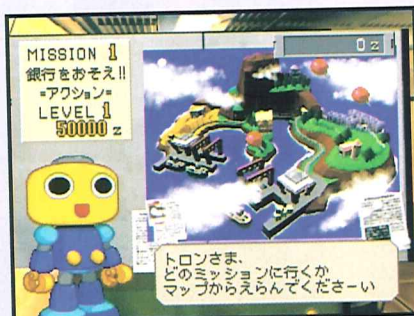 MISSION 1
銀行をおそえ!!
=アクション=
LEVEL 1
50000 z
0 z
トロンさま、
どのミッションに行くか
マップからえらんでくださーい